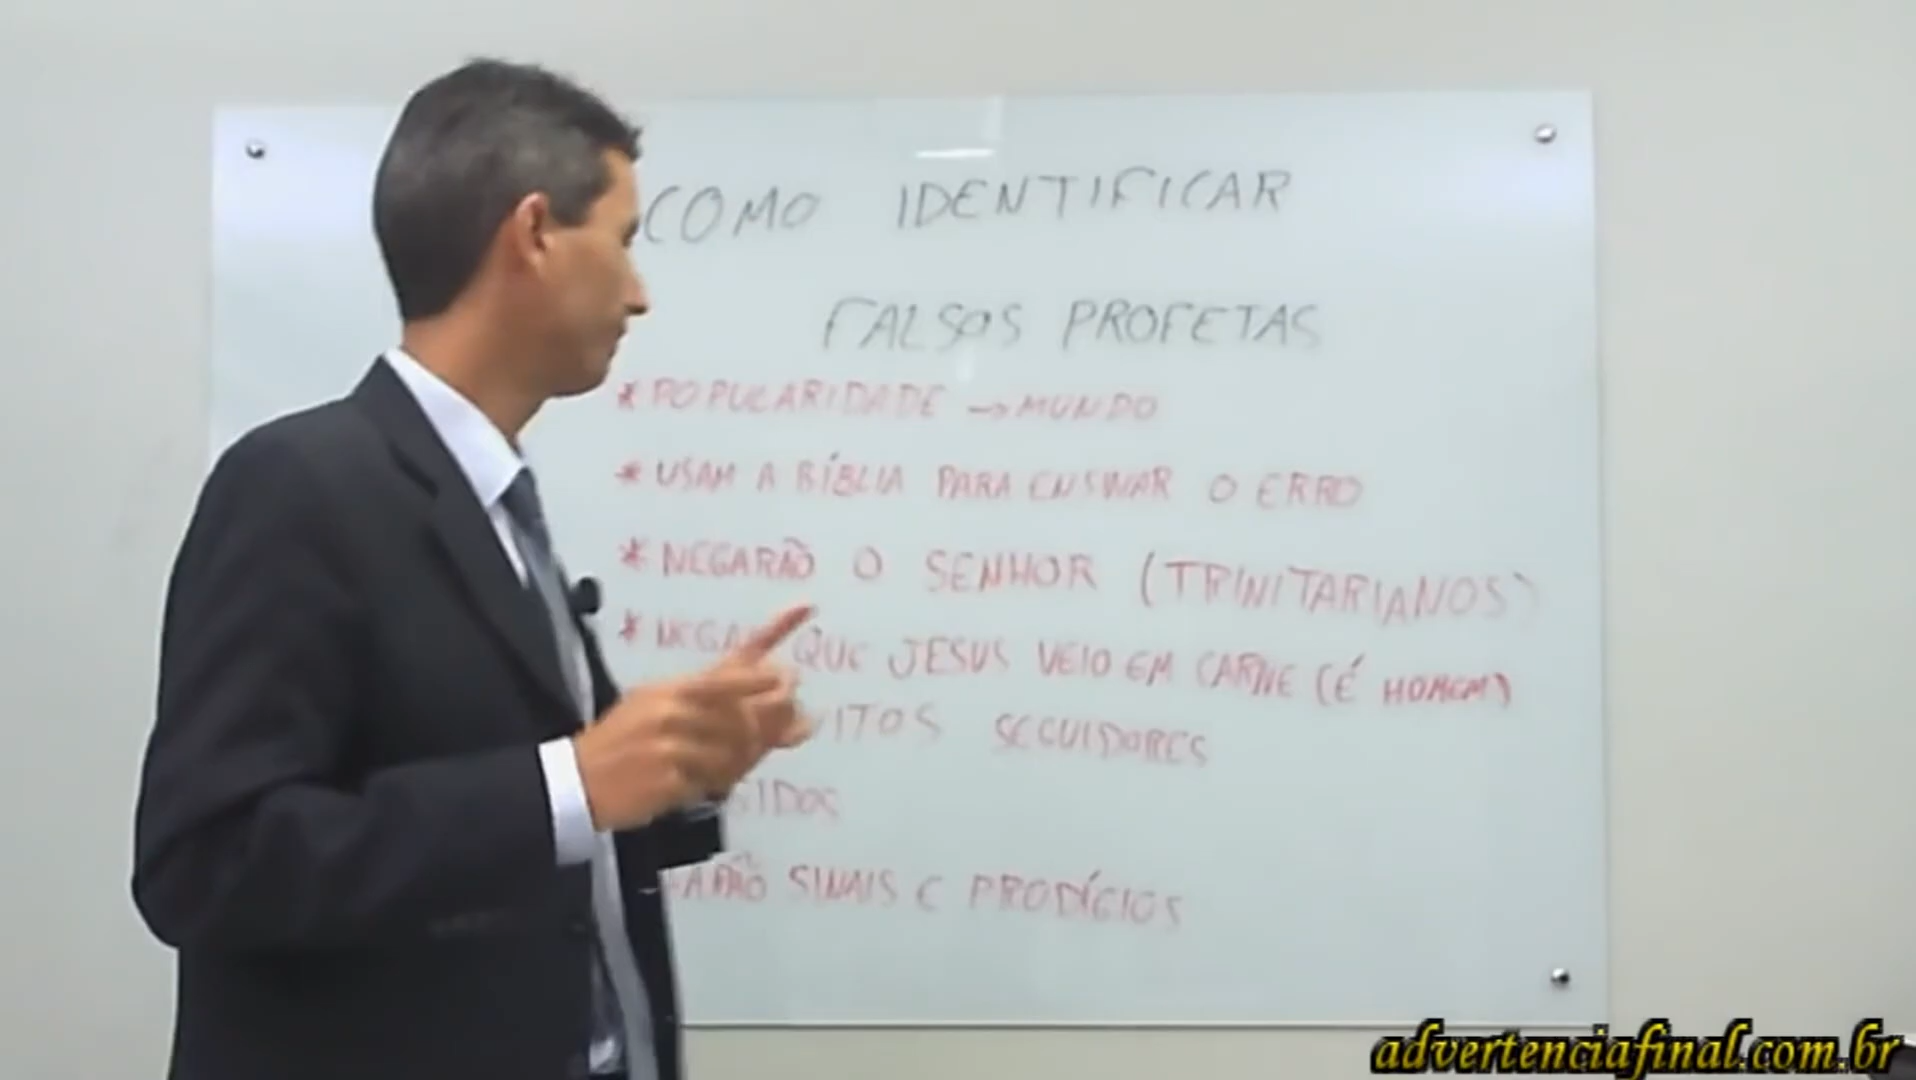 COMO IDENTIFICAR
FALSOS PROFETAS
* POPULARIDADE → MUNDO
* USAM A BÍBLIA PARA ENSINAR O ERRO
* NEGARÃO O SENHOR (TRINITARIANOS)
* NEGAM QUE JESUS VEIO EM CARNE (É HOMEM)
SEGUIDORES
SINAIS E PRODÍGIOS
advertenciafinal.com.br